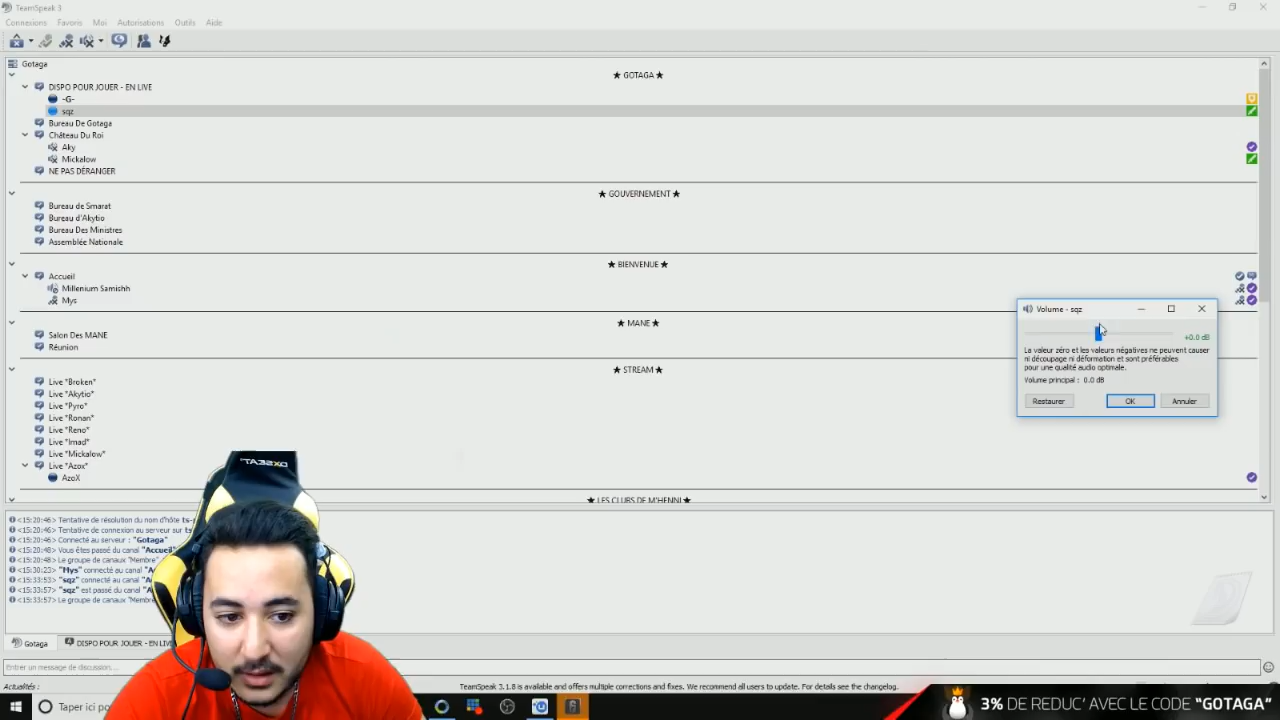 TeamSpeak 3
Connexions Favoris Moi Autorisations Outils Aide
Gotaga
★ GOTAGA ★
DISPO POUR JOUER - EN LIVE
-G-
sqz
Bureau De Gotaga
Château Du Roi
Aky
Mickalow
NE PAS DÉRANGER
★ GOUVERNEMENT ★
Bureau de Smarat
Bureau d'Akytio
Bureau Des Ministres
Assemblée Nationale
★ BIENVENUE ★
Accueil
Millenium Samishh
Mys
★ MANE ★
Salon Des MANE
Réunion
★ STREAM ★
Live *Broken*
Live *Akytio*
Live *Pyro*
Live *Ronan*
Live *Reno*
Live *Imad*
Live *Mickalow*
Live *Azox*
AzoX
★ LES CLUBS DE M'HENNI ★
Volume - sqz
+0.0 dB
La valeur zéro et les valeurs négatives ne peuvent causer
ni découpage ni déformation et sont préférables
pour une qualité audio optimale.
Volume principal : 0.0 dB
Restaurer OK Annuler
<15:20:46> Tentative de résolution du nom d'hôte
<15:20:46> Tentative de connexion au serveur sur
<15:20:46> Connecté au serveur : "Gotaga"
<15:20:48> Vous êtes passé du canal "Accueil"
<15:20:48> Le groupe de canaux "Membre"
<15:30:23> "Mys" connecté au canal
<15:33:53> "sqz" connecté au canal
<15:33:57> "sqz" est passé du canal
<15:33:57> Le groupe de canaux "Membre
Gotaga DISPO POUR JOUER - EN LIVE
Entrer un message de discussion...
Actualités : TeamSpeak 3.1.8 is available and offers multiple corrections and fixes. We recommend all users to update. For details see the changelog.
Taper ici
3% DE REDUC' AVEC LE CODE "GOTAGA"